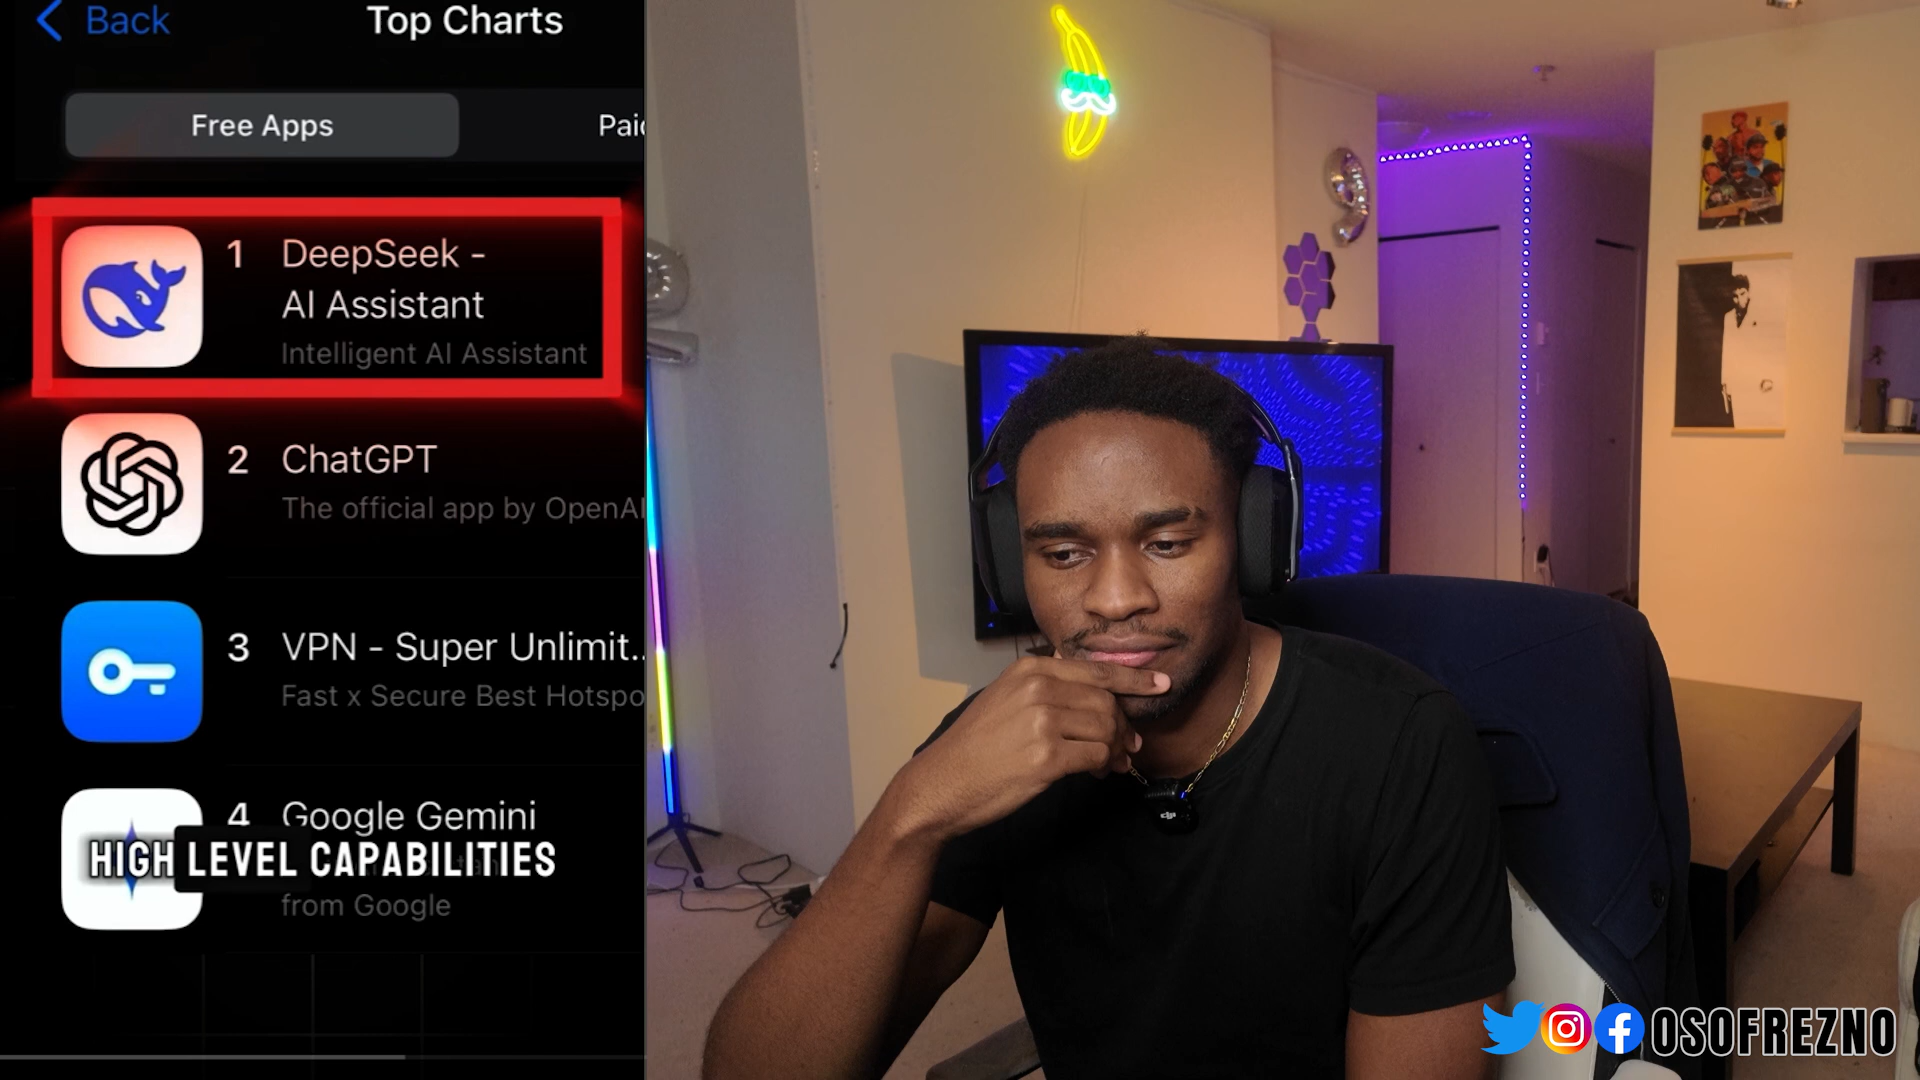 Back
Top Charts
Free Apps
1
DeepSeek -
AI Assistant
Intelligent AI Assistant
2
ChatGPT
The official app by OpenAI
3
VPN - Super Unlimit..
Fast x Secure Best Hotspo
4
Google Gemini
HIGH LEVEL CAPABILITIES
from Google
OSOFREZNO